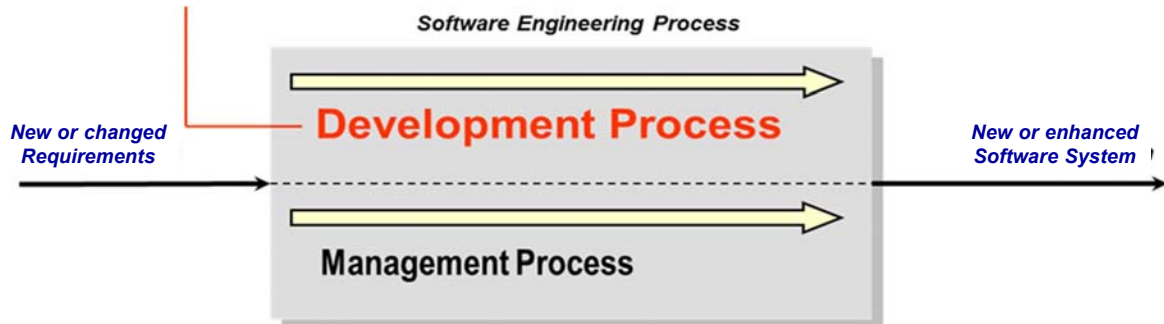 Software Engineering Process
Development Process
New or changed
Requirements
New or enhanced
Software System
Management Process